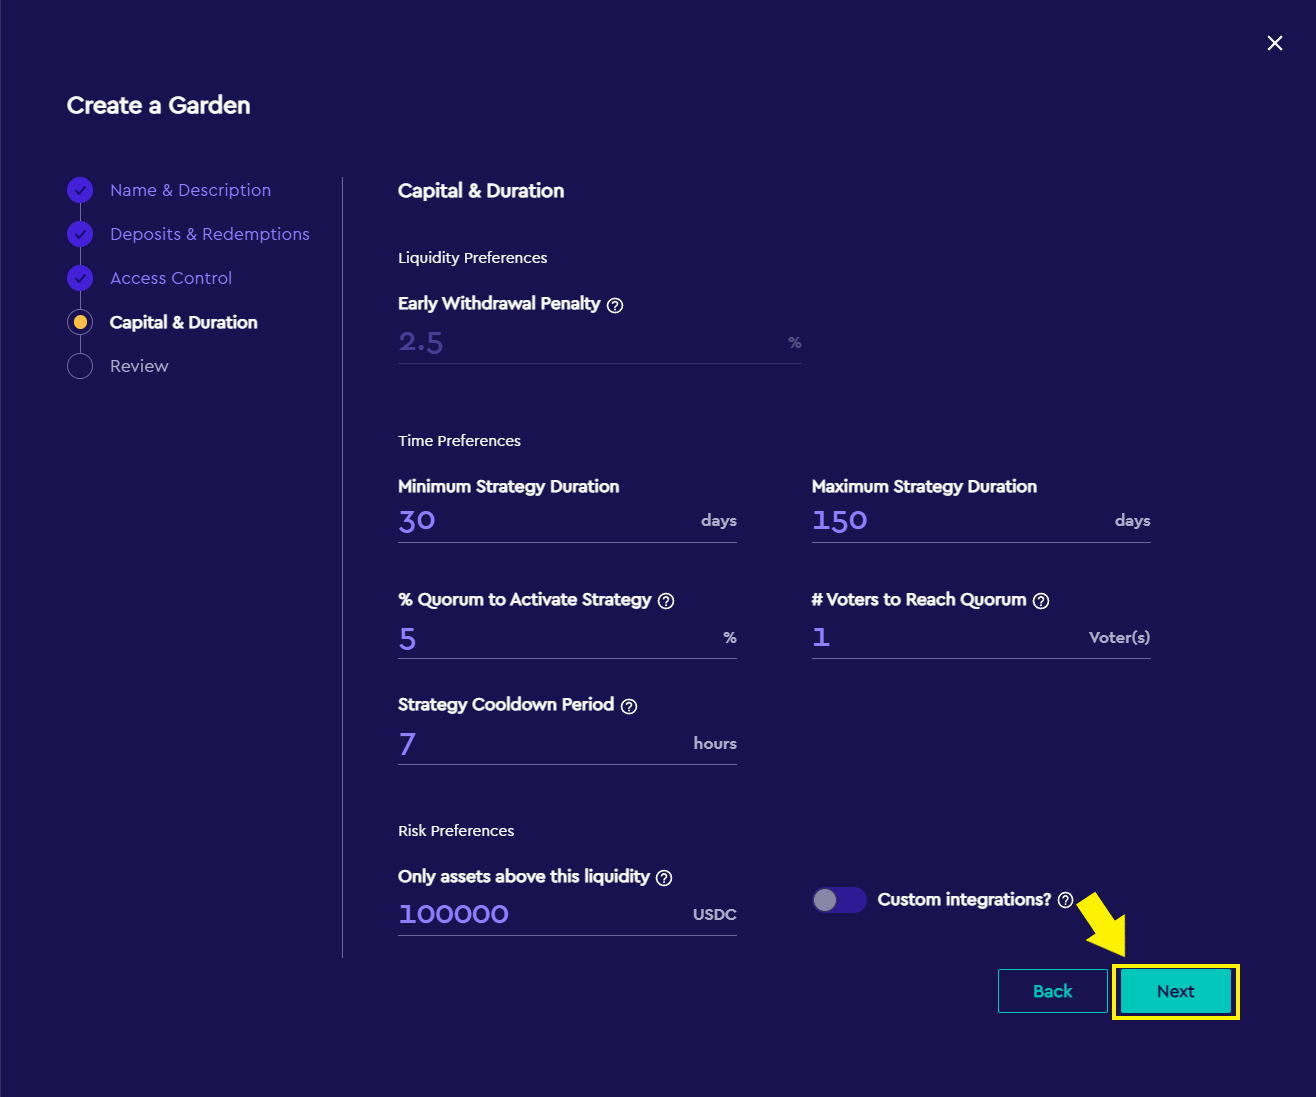 Create a Garden
Name & Description
Deposits & Redemptions
Access Control
Capital & Duration
Review
Capital & Duration
Liquidity Preferences
Early Withdrawal Penalty ?
2.5 %
Time Preferences
Minimum Strategy Duration
30 days
Maximum Strategy Duration
150 days
% Quorum to Activate Strategy ?
5 %
# Voters to Reach Quorum ?
1 Voter(s)
Strategy Cooldown Period ?
7 hours
Risk Preferences
Only assets above this liquidity ?
100000 USDC
Custom integrations? ?
Back
Next